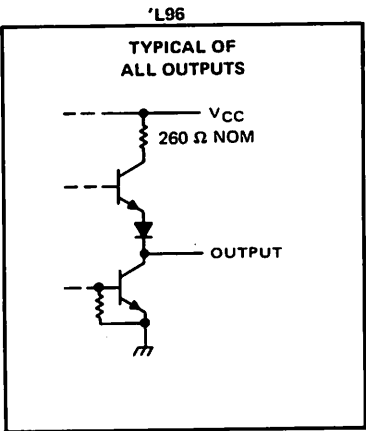 'L96
TYPICAL OF
ALL OUTPUTS
VCC
260 Ω NOM
OUTPUT